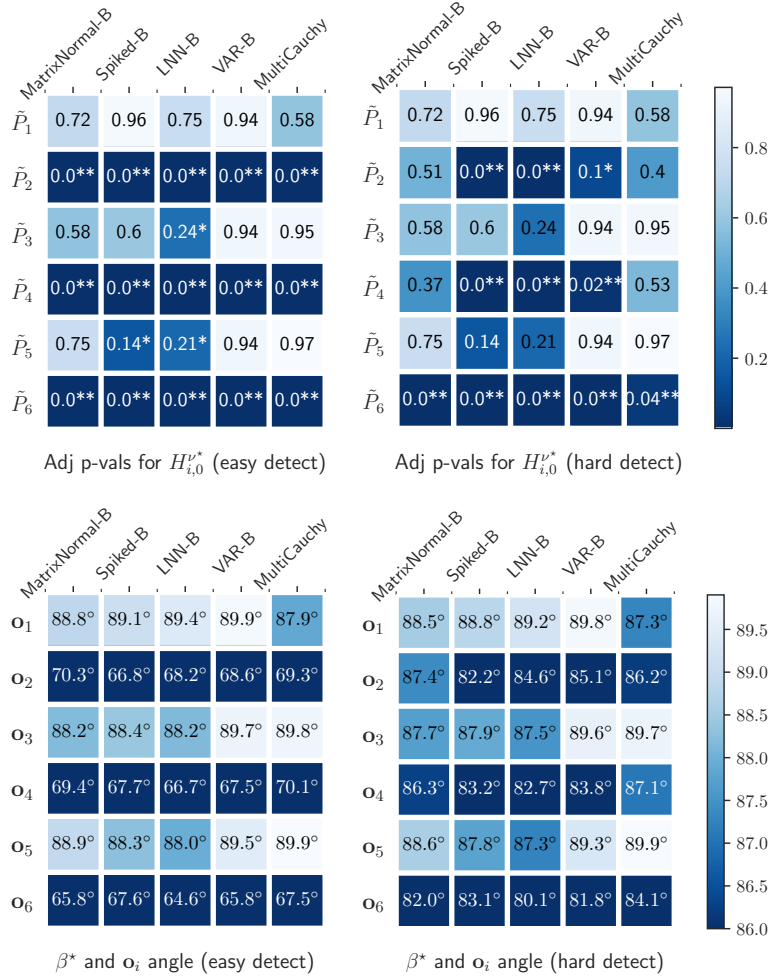 MatrixNormal-B Spiked-B LNN-B VAR-B MultiCauchy
P̃₁ 0.72 0.96 0.75 0.94 0.58
P̃₂ 0.0** 0.0** 0.0** 0.0** 0.0**
P̃₃ 0.58 0.6 0.24* 0.94 0.95
P̃₄ 0.0** 0.0** 0.0** 0.0** 0.0**
P̃₅ 0.75 0.14* 0.21* 0.94 0.97
P̃₆ 0.0** 0.0** 0.0** 0.0** 0.0**
Adj p-vals for H_{i,0}^{ν*} (easy detect)
MatrixNormal-B Spiked-B LNN-B VAR-B MultiCauchy
P̃₁ 0.72 0.96 0.75 0.94 0.58
P̃₂ 0.51 0.0** 0.0** 0.1* 0.4
P̃₃ 0.58 0.6 0.24 0.94 0.95
P̃₄ 0.37 0.0** 0.0** 0.02** 0.53
P̃₅ 0.75 0.14 0.21 0.94 0.97
P̃₆ 0.0** 0.0** 0.0** 0.0** 0.04**
Adj p-vals for H_{i,0}^{ν*} (hard detect)
0.8
0.6
0.4
0.2
MatrixNormal-B Spiked-B LNN-B VAR-B MultiCauchy
o₁ 88.8° 89.1° 89.4° 89.9° 87.9°
o₂ 70.3° 66.8° 68.2° 68.6° 69.3°
o₃ 88.2° 88.4° 88.2° 89.7° 89.8°
o₄ 69.4° 67.7° 66.7° 67.5° 70.1°
o₅ 88.9° 88.3° 88.0° 89.5° 89.9°
o₆ 65.8° 67.6° 64.6° 65.8° 67.5°
β* and o_i angle (easy detect)
MatrixNormal-B Spiked-B LNN-B VAR-B MultiCauchy
o₁ 88.5° 88.8° 89.2° 89.8° 87.3°
o₂ 87.4° 82.2° 84.6° 85.1° 86.2°
o₃ 87.7° 87.9° 87.5° 89.6° 89.7°
o₄ 86.3° 83.2° 82.7° 83.8° 87.1°
o₅ 88.6° 87.8° 87.3° 89.3° 89.9°
o₆ 82.0° 83.1° 80.1° 81.8° 84.1°
β* and o_i angle (hard detect)
89.5
89.0
88.5
88.0
87.5
87.0
86.5
86.0